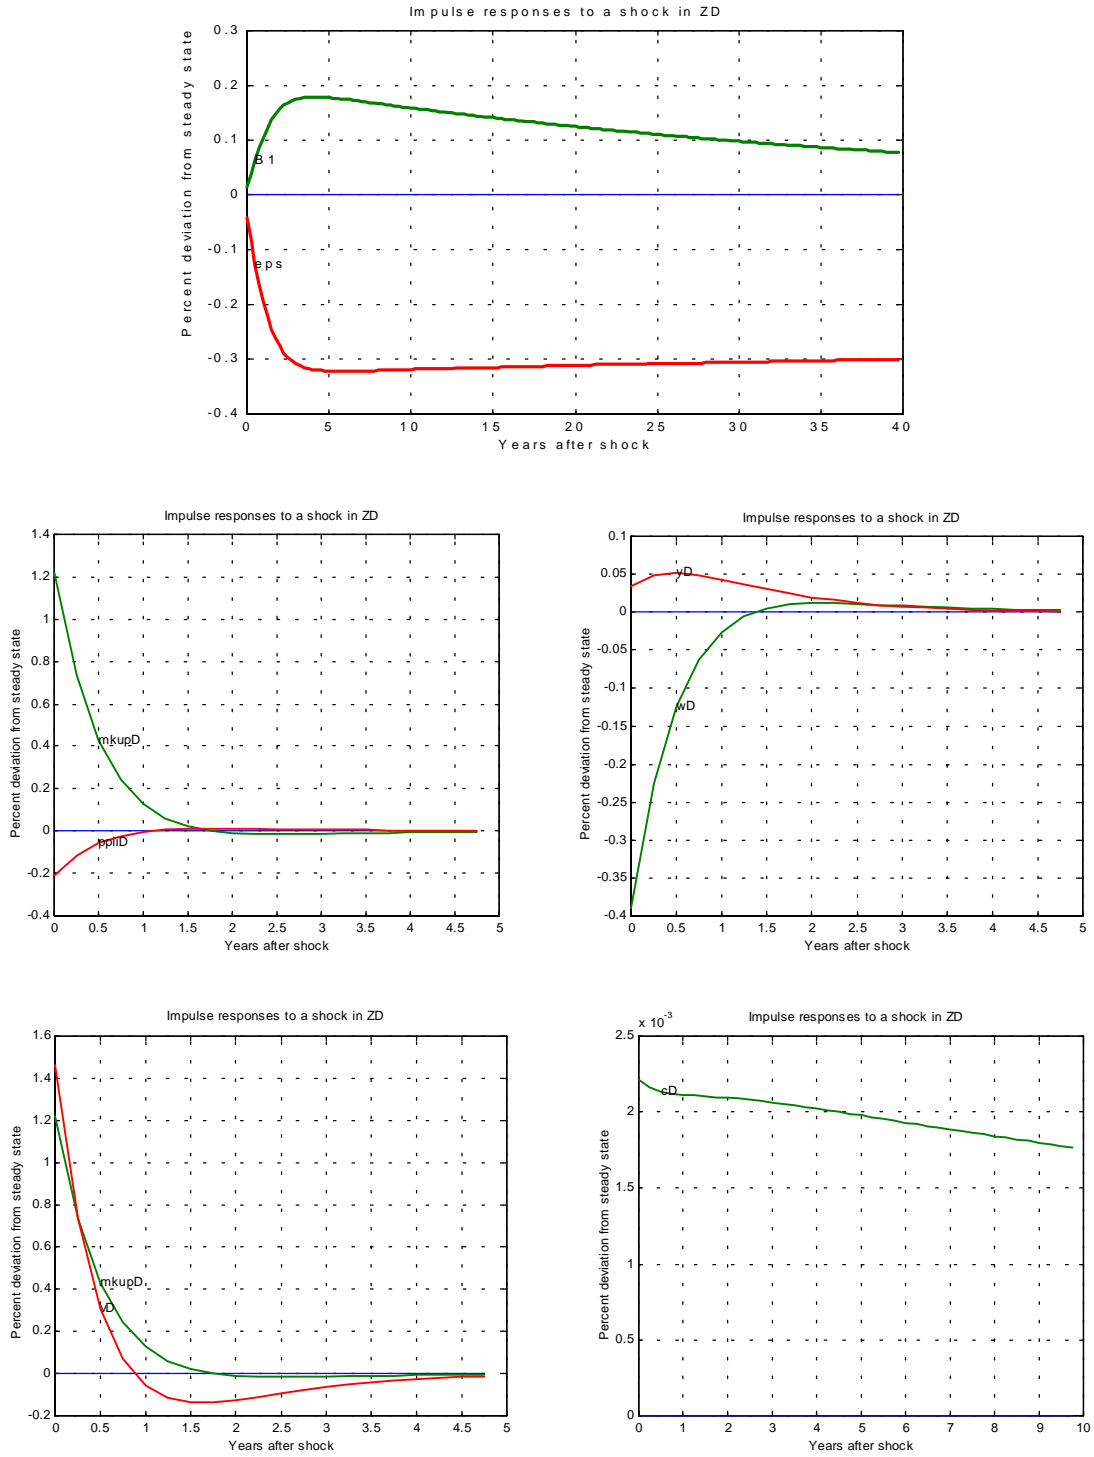 Impulse responses to a shock in ZD
Percent deviation from steady state
0.3
0.2
0.1
0
-0.1
-0.2
-0.3
-0.4
B1
eps
0 5 10 15 20 25 30 35 40
Years after shock
Impulse responses to a shock in ZD
Percent deviation from steady state
1.4
1.2
1
0.8
0.6
0.4
0.2
0
-0.2
-0.4
mkupD
ppiiD
0 0.5 1 1.5 2 2.5 3 3.5 4 4.5 5
Years after shock
Impulse responses to a shock in ZD
Percent deviation from steady state
0.1
0.05
0
-0.05
-0.1
-0.15
-0.2
-0.25
-0.3
-0.35
-0.4
yD
wD
0 0.5 1 1.5 2 2.5 3 3.5 4 4.5 5
Years after shock
Impulse responses to a shock in ZD
Percent deviation from steady state
1.6
1.4
1.2
1
0.8
0.6
0.4
0.2
0
-0.2
mkupD
vD
0 0.5 1 1.5 2 2.5 3 3.5 4 4.5 5
Years after shock
x 10-3
Impulse responses to a shock in ZD
Percent deviation from steady state
2.5
2
1.5
1
0.5
0
cD
0 1 2 3 4 5 6 7 8 9 10
Years after shock